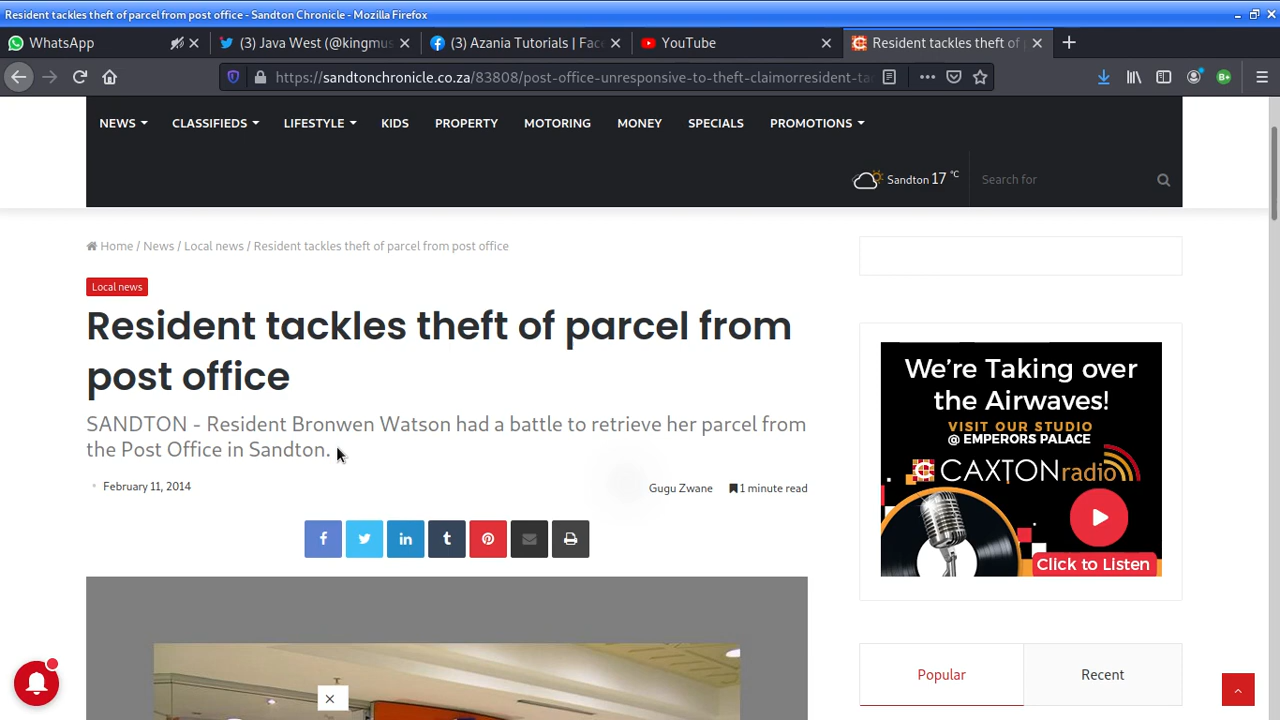 Resident tackles theft of parcel from post office - Sandton Chronicle - Mozilla Firefox
WhatsApp
(3) Java West (@kingmus
(3) Azania Tutorials | Fac
YouTube
Resident tackles theft of
https://sandtonchronicle.co.za/83808/post-office-unresponsive-to-theft-claimorresident-ta
NEWS CLASSIFIEDS LIFESTYLE KIDS PROPERTY MOTORING MONEY SPECIALS PROMOTIONS
Sandton 17 °C
Search for
Home / News / Local news / Resident tackles theft of parcel from post office
Local news
Resident tackles theft of parcel from
post office
SANDTON - Resident Bronwen Watson had a battle to retrieve her parcel from
the Post Office in Sandton.
February 11, 2014
Gugu Zwane
1 minute read
We're Taking over
the Airwaves!
VISIT OUR STUDIO
@ EMPERORS PALACE
CAXTON radio
Click to Listen
Popular
Recent